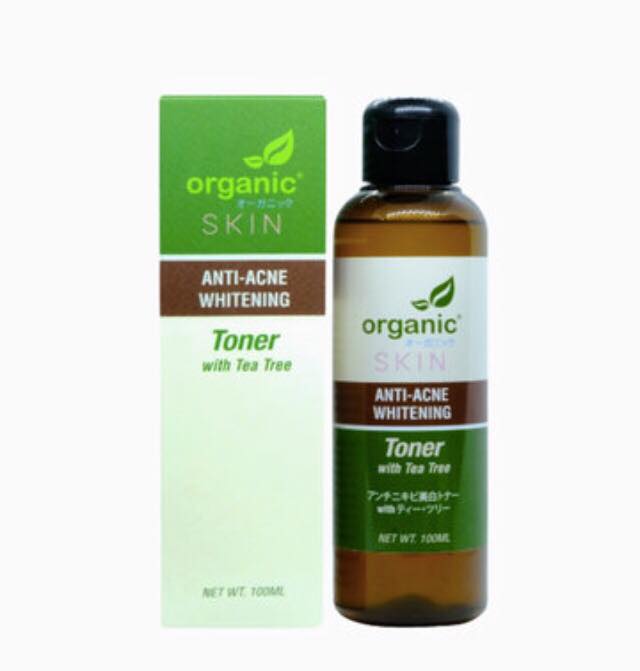 organic®
オーガニック
SKIN
ANTI-ACNE
WHITENING
Toner
with Tea Tree
NET WT. 100ML
organic®
オーガニック
SKIN
ANTI-ACNE
WHITENING
Toner
with Tea Tree
アンチニキビ美白トナー
withティー・ツリー
NET WT. 100ML